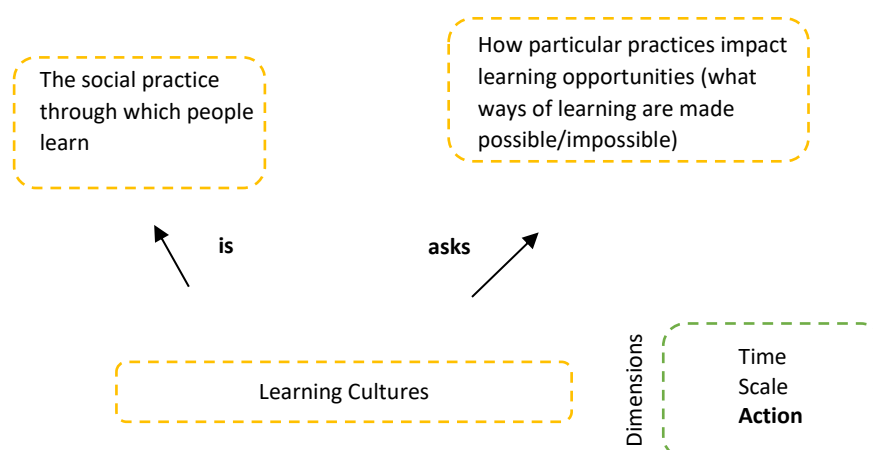 The social practice
through which people
learn
How particular practices impact
learning opportunities (what
ways of learning are made
possible/impossible)
is
asks
Learning Cultures
Dimensions
Time
Scale
Action